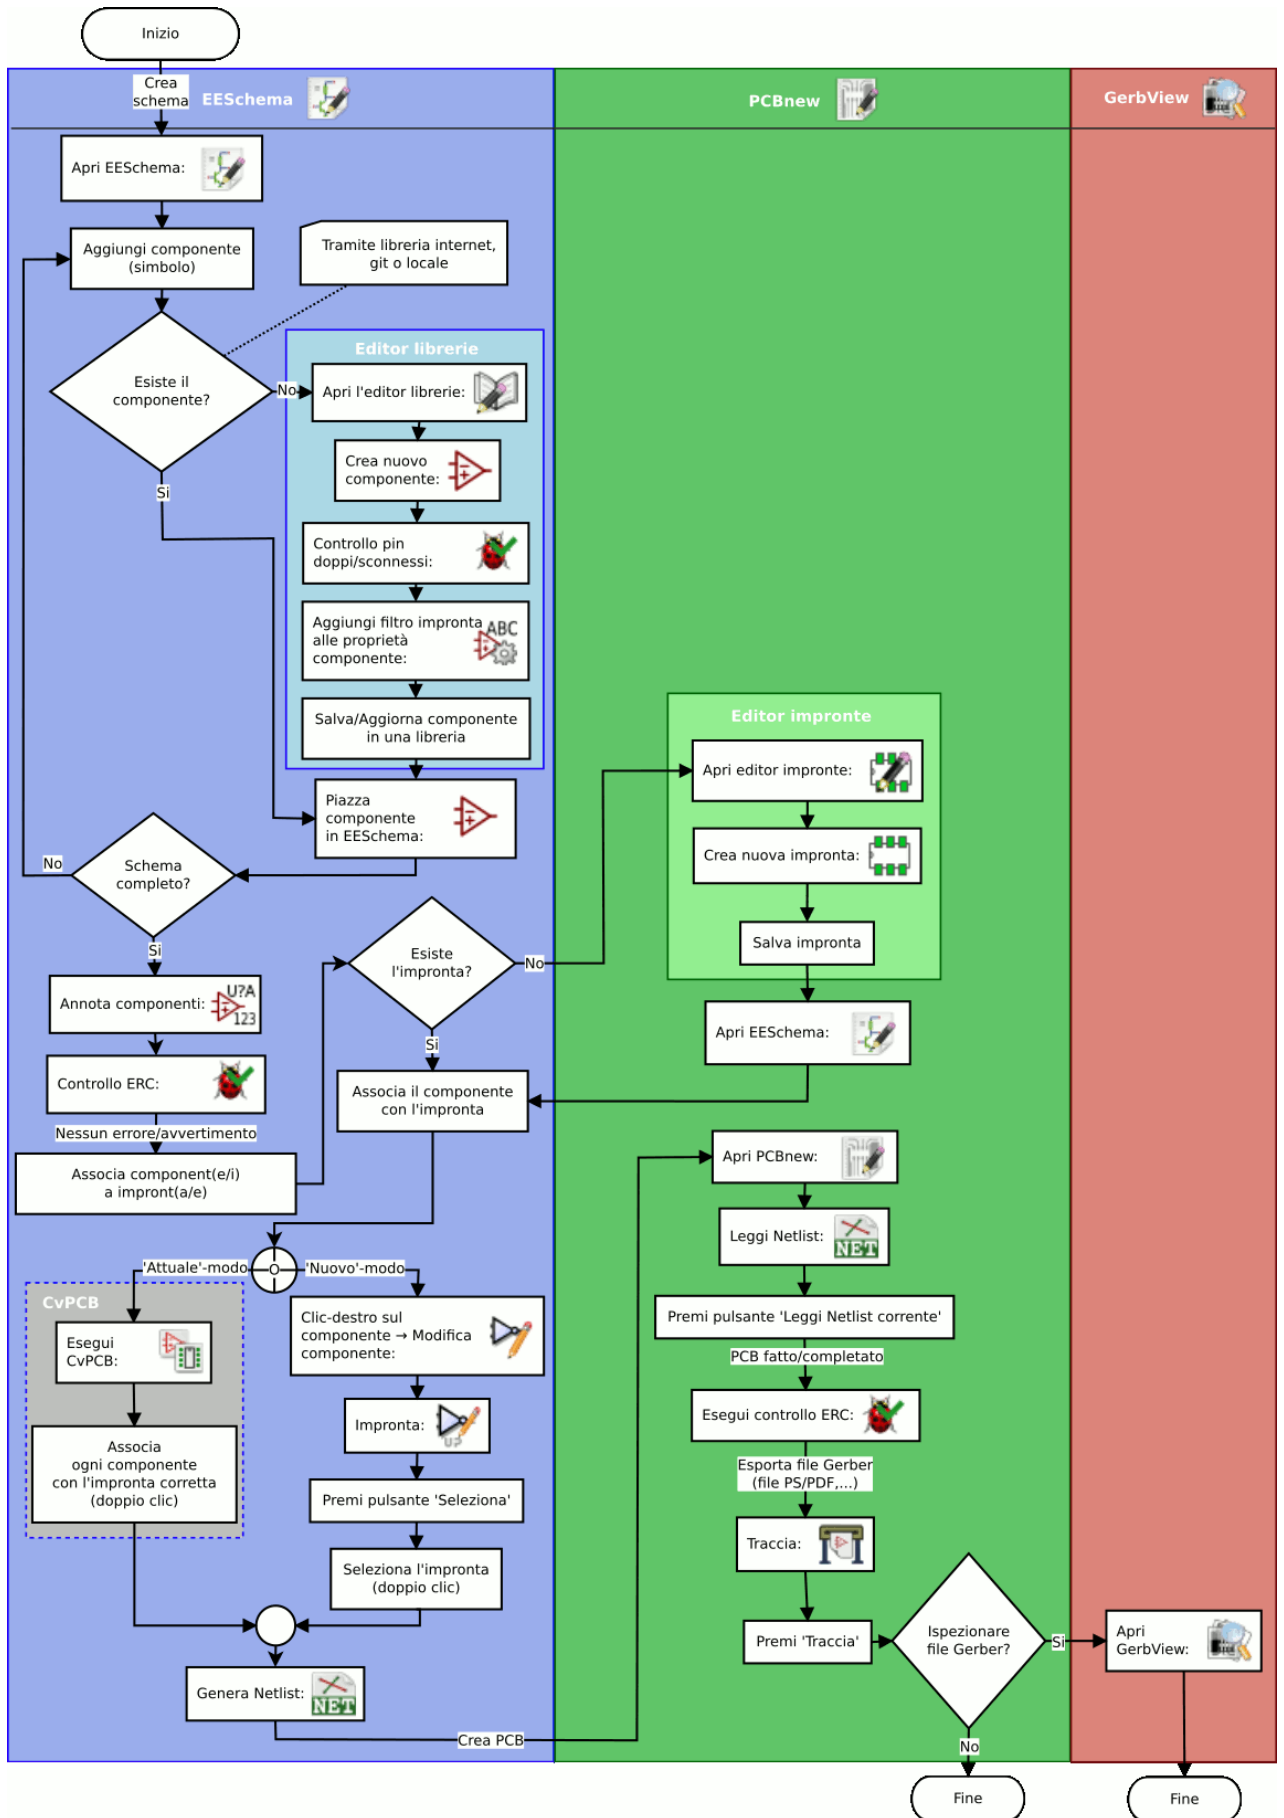 Inizio
Crea
schema
EESchema
PCBnew
GerbView
Apri EESchema:
Aggiungi componente
(simbolo)
Tramite libreria internet,
git o locale
Esiste il
componente?
No
Si
Editor librerie
Apri l'editor librerie:
Crea nuovo
componente:
Controllo pin
doppi/sconnessi:
Aggiungi filtro impronta
alle proprietà
componente:
ABC
Salva/Aggiorna componente
in una libreria
Piazza
componente
in EESchema:
Schema
completo?
No
Si
Annota componenti:
U?A
123
Controllo ERC:
Nessun errore/avvertimento
Associa component(e/i)
a impront(a/e)
Esiste
l'impronta?
No
Si
Editor impronte
Apri editor impronte:
Crea nuova impronta:
Salva impronta
Apri EESchema:
Associa il componente
con l'impronta
'Attuale'-modo
O
'Nuovo'-modo
CvPCB
Esegui
CvPCB:
Associa
ogni componente
con l'impronta corretta
(doppio clic)
Clic-destro sul
componente → Modifica
componente:
Impronta:
UP
Premi pulsante 'Seleziona'
Seleziona l'impronta
(doppio clic)
Genera Netlist:
NET
Crea PCB
Apri PCBnew:
Leggi Netlist:
NET
Premi pulsante 'Leggi Netlist corrente'
PCB fatto/completato
Esegui controllo ERC:
Esporta file Gerber
(file PS/PDF,...)
Traccia:
Premi 'Traccia'
Ispezionare
file Gerber?
Si
No
Apri
GerbView:
Fine
Fine